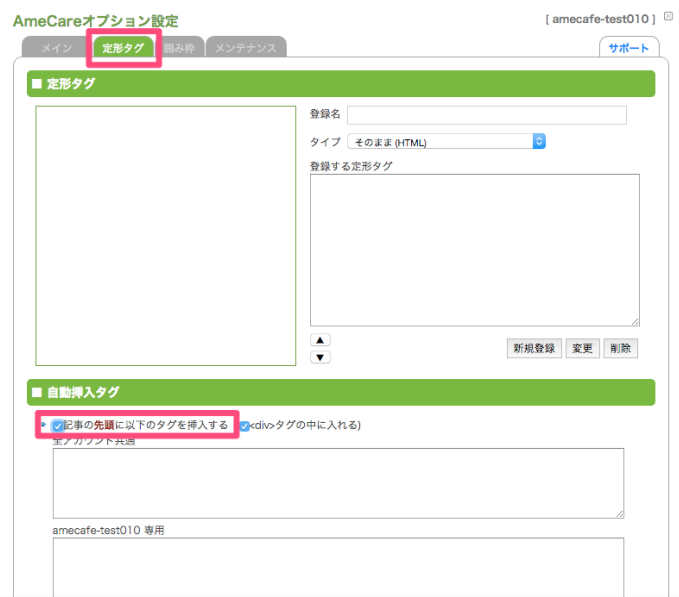 AmeCareオプション設定
[ amecafe-test010 ]
メイン 定形タグ 囲み枠 メンテナンス サポート
■ 定形タグ
登録名
タイプ そのまま (HTML)
登録する定形タグ
▲
▼
新規登録 変更 削除
■ 自動挿入タグ
記事の先頭に以下のタグを挿入する <div>タグの中に入れる)
全アカウント共通
amecafe-test010 専用